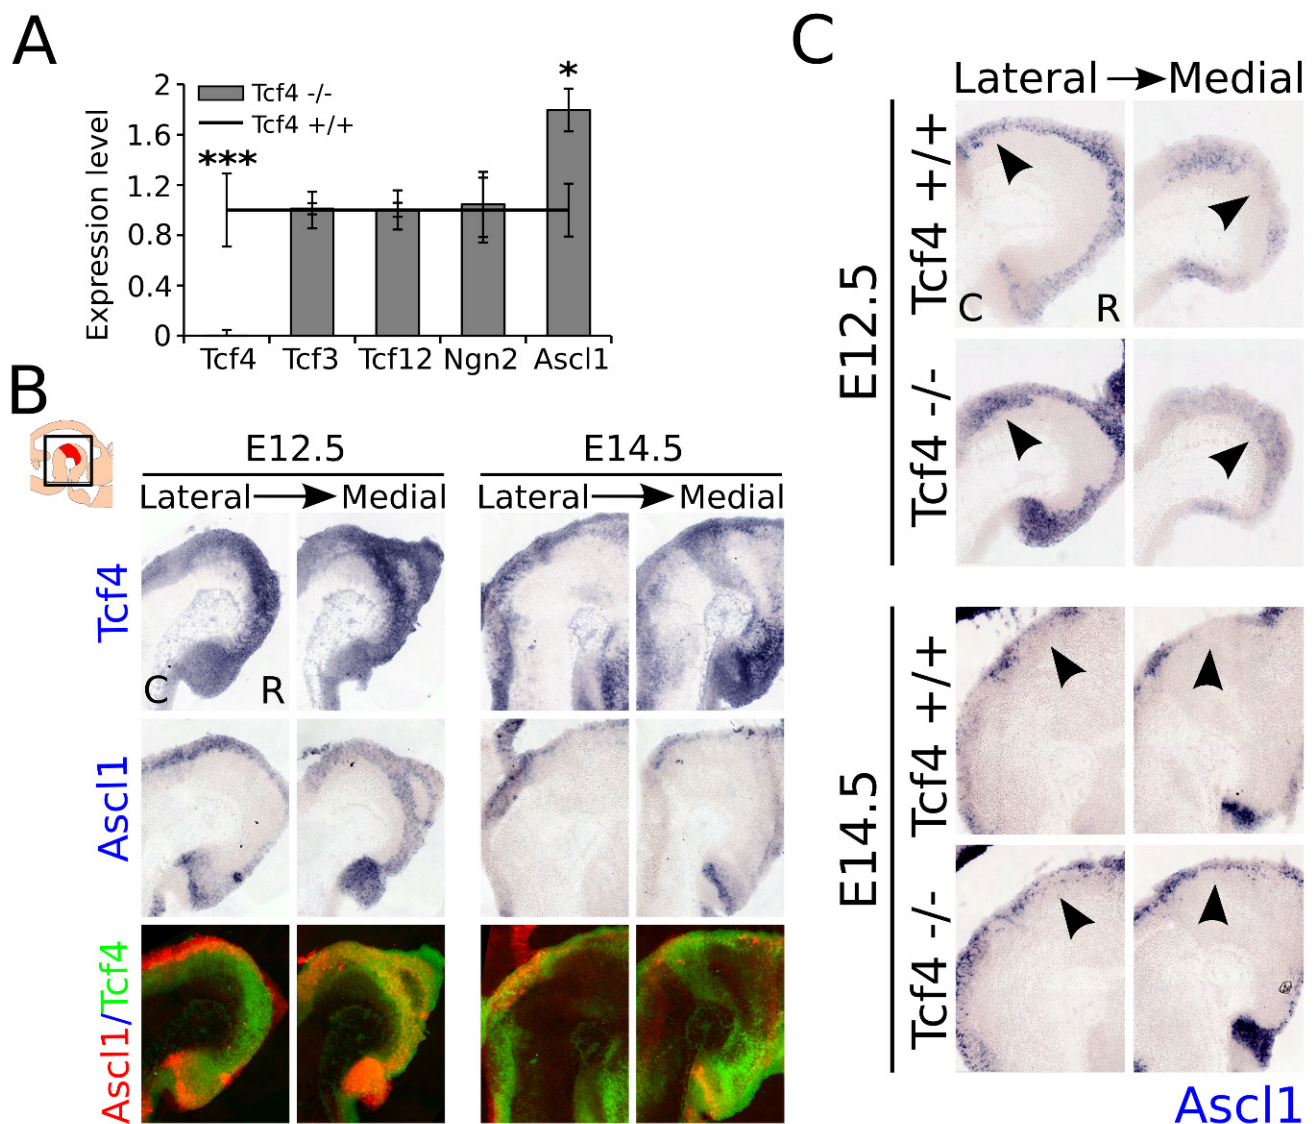 A
2
1.6
1.2
0.8
0.4
0
Expression level
Tcf4 -/-
Tcf4 +/+
***
*
Tcf4 Tcf3 Tcf12 Ngn2 Ascl1
B
E12.5 E14.5
Lateral Medial Lateral Medial
Tcf4
C R
Ascl1
Ascl1/Tcf4
C
Lateral Medial
E12.5
Tcf4 +/+
C R
Tcf4 -/-
E14.5
Tcf4 +/+
Tcf4 -/-
Ascl1